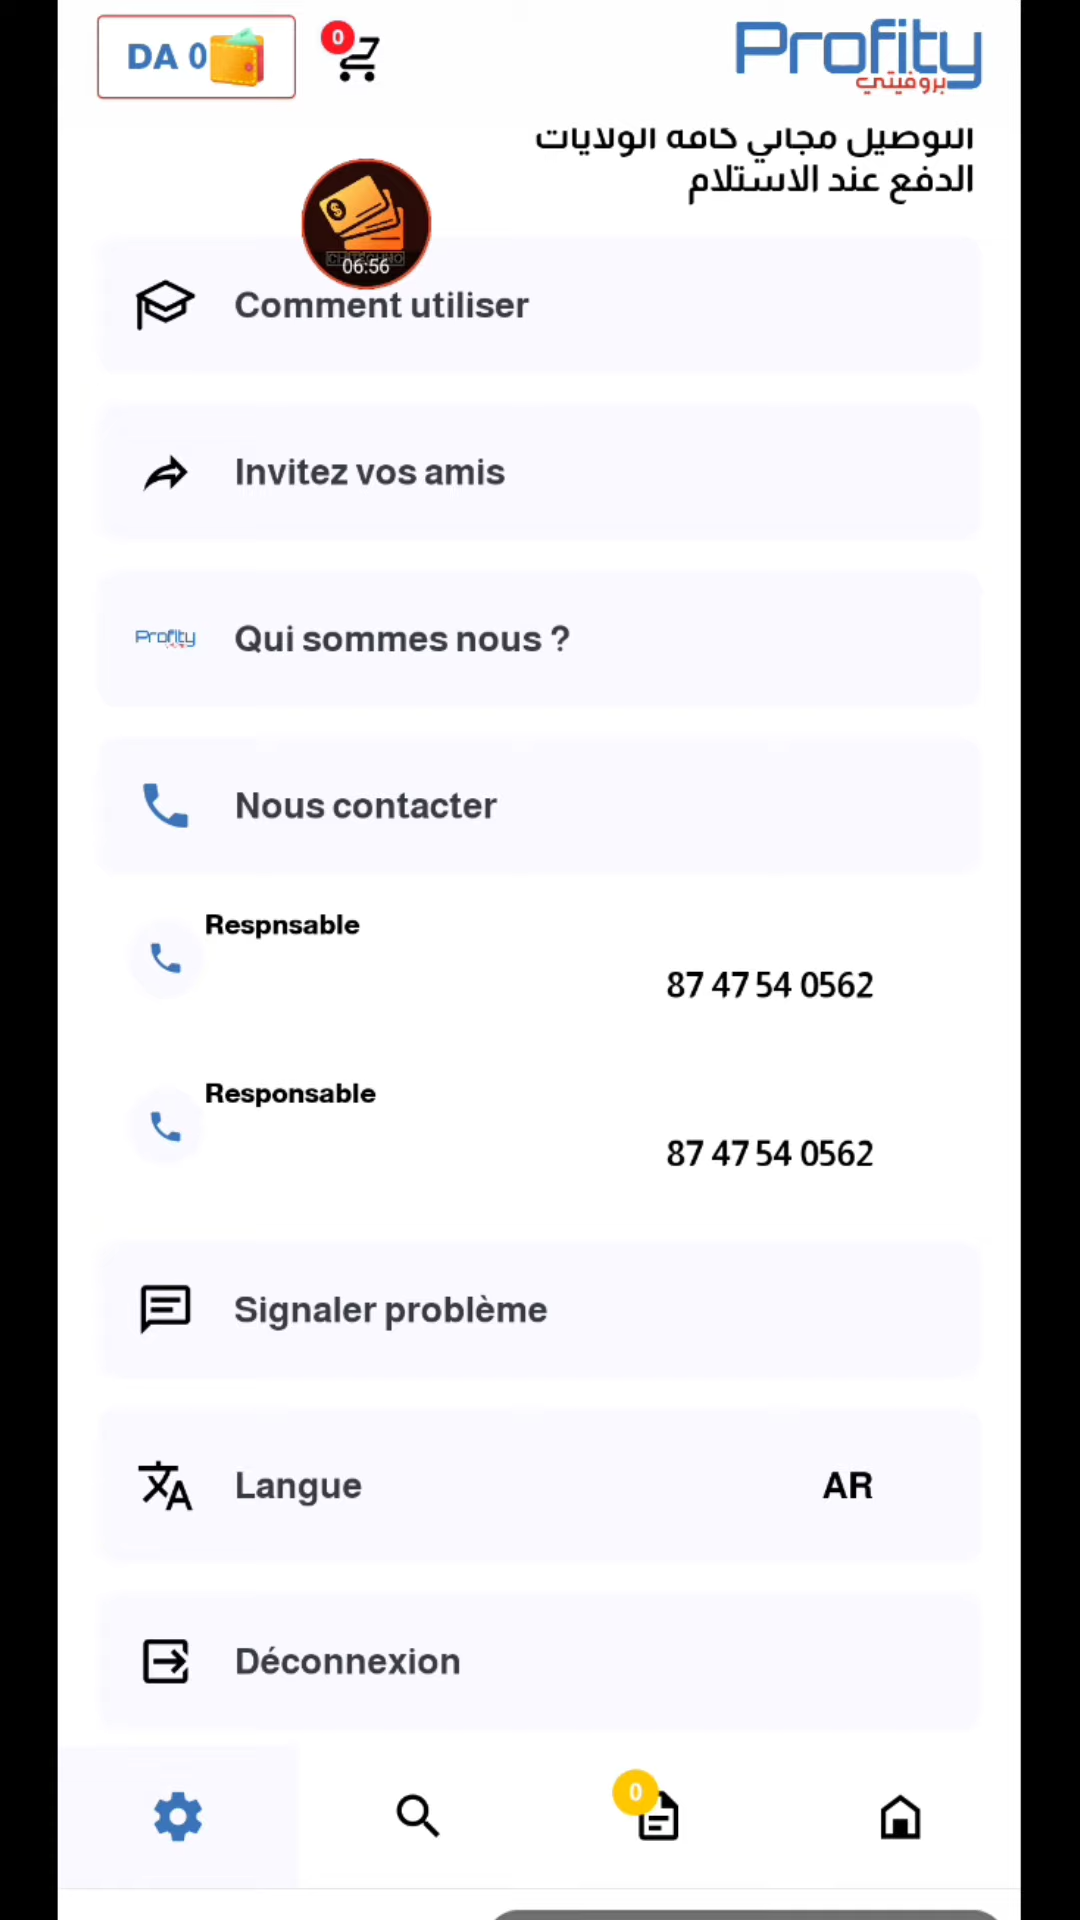 DA 0
0
Profity
بروفيتي
التوصيل مجاني كافة الولايات
الدفع عند الاستلام
06:56
Comment utiliser
Invitez vos amis
Profity
Qui sommes nous ?
Nous contacter
Respnsable
87 47 54 0562
Responsable
87 47 54 0562
Signaler problème
Langue
AR
Déconnexion
0